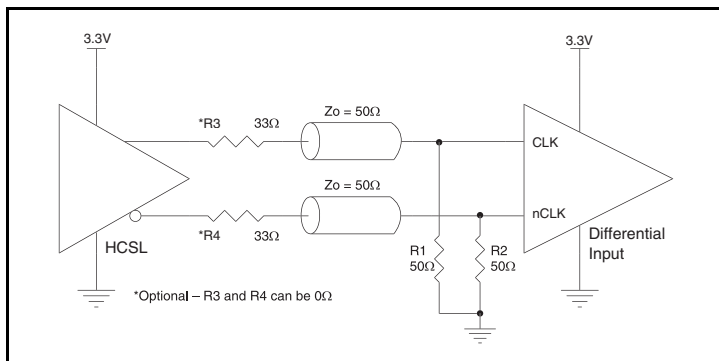 3.3V
3.3V
*R3
33Ω
Zo = 50Ω
CLK
Zo = 50Ω
nCLK
HCSL
*R4
33Ω
R1
50Ω
R2
50Ω
Differential
Input
*Optional – R3 and R4 can be 0Ω